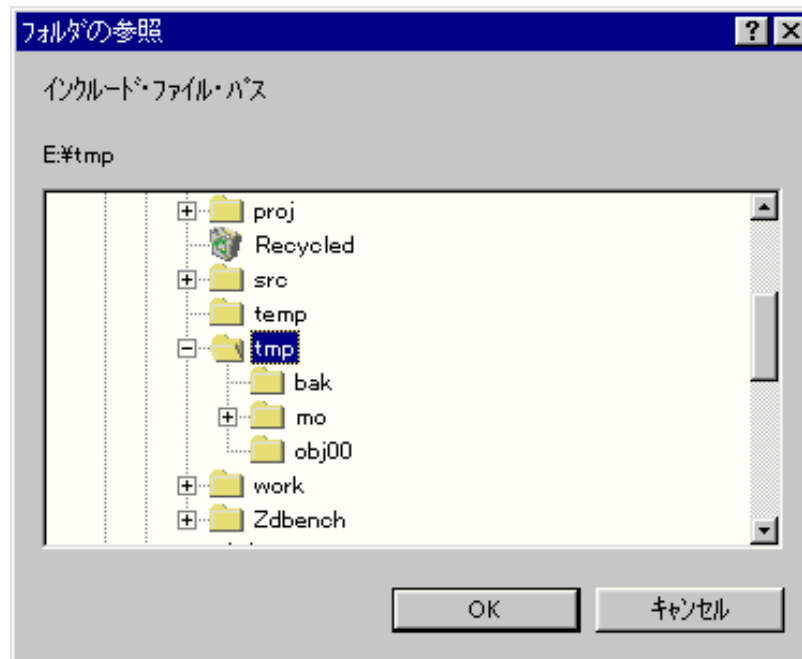 フォルダの参照
インクルード・ファイル・パス
E:¥tmp
proj
Recycled
src
temp
tmp
bak
mo
obj00
work
Zdbench
OK キャンセル